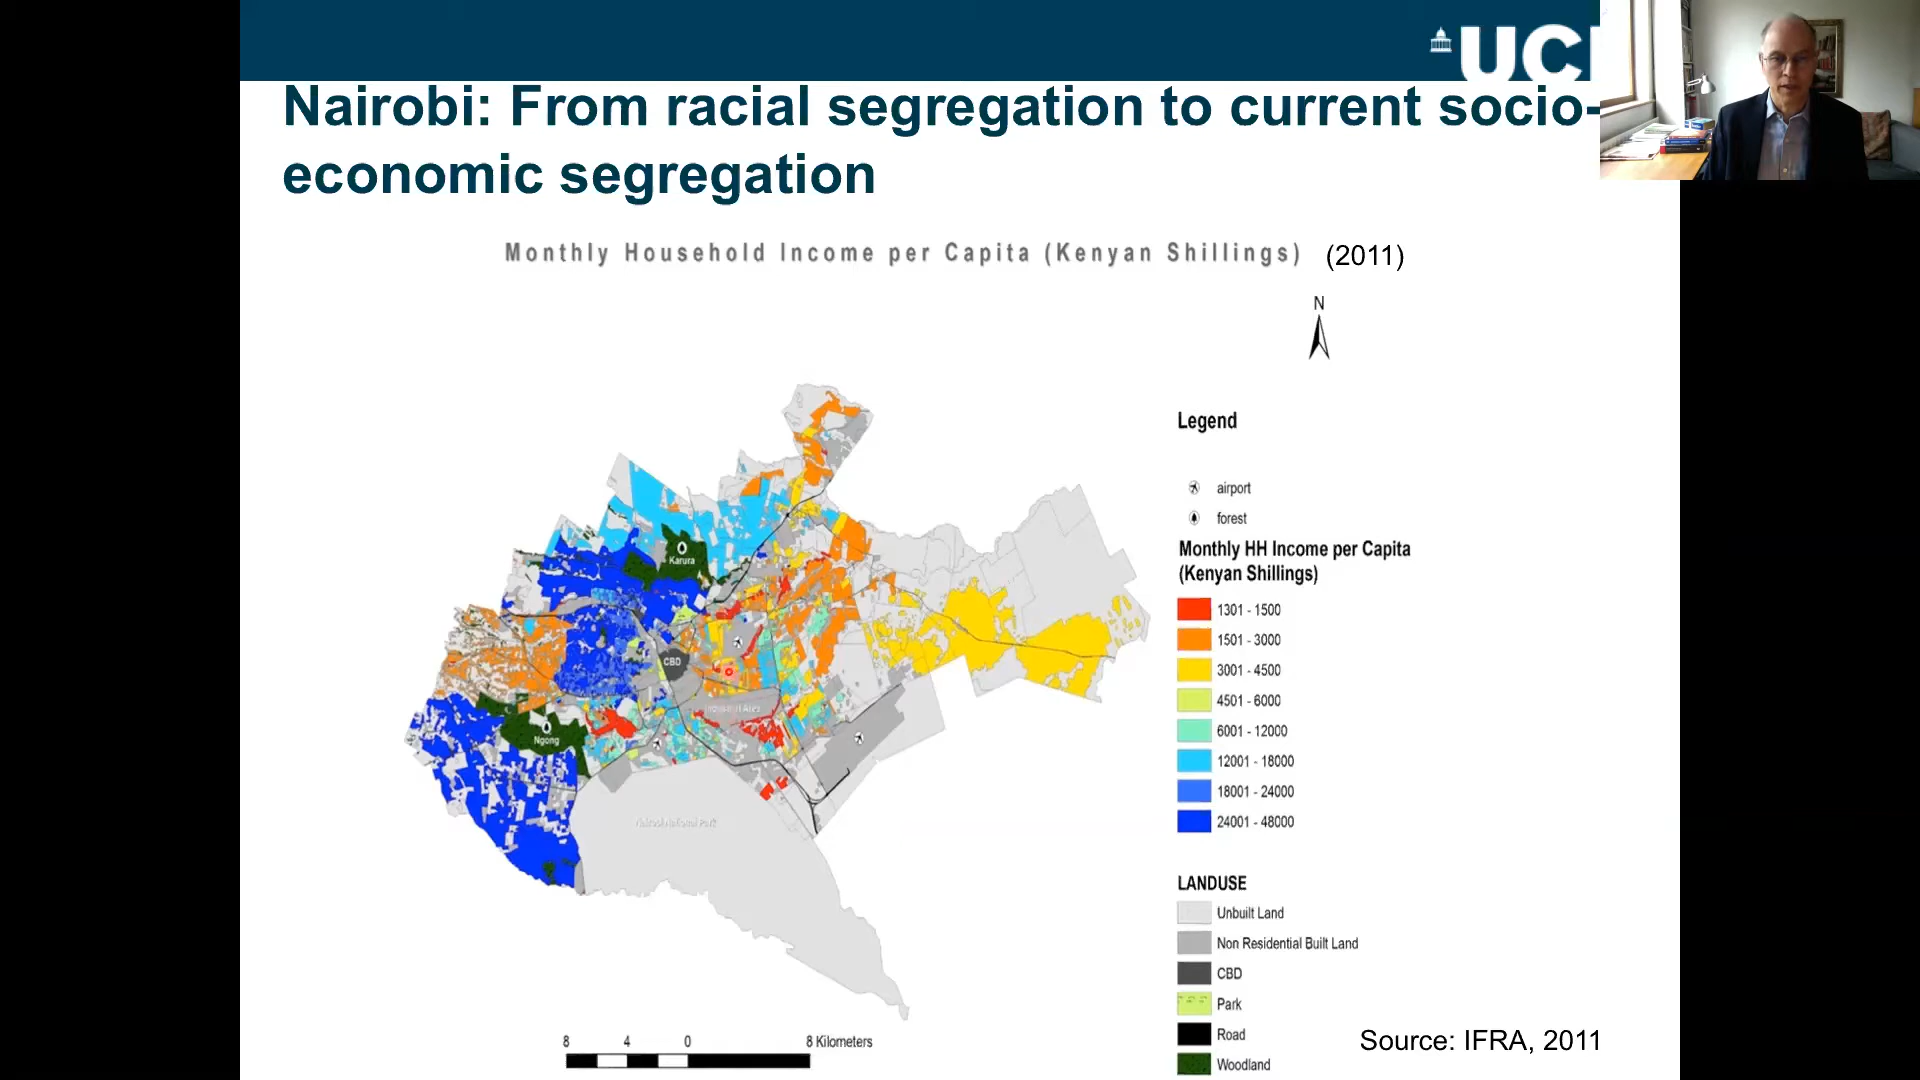 UCL
Nairobi: From racial segregation to current socio-
economic segregation
Monthly Household Income per Capita (Kenyan Shillings) (2011)
N
Legend
airport
forest
Monthly HH Income per Capita
(Kenyan Shillings)
1301 - 1500
1501 - 3000
3001 - 4500
4501 - 6000
6001 - 12000
12001 - 18000
18001 - 24000
24001 - 48000
LANDUSE
Unbuilt Land
Non Residential Built Land
CBD
Park
Road
Woodland
Karura
CBD
Industrial Area
Ngong
Nairobi National Park
8 4 0 8 Kilometers
Source: IFRA, 2011